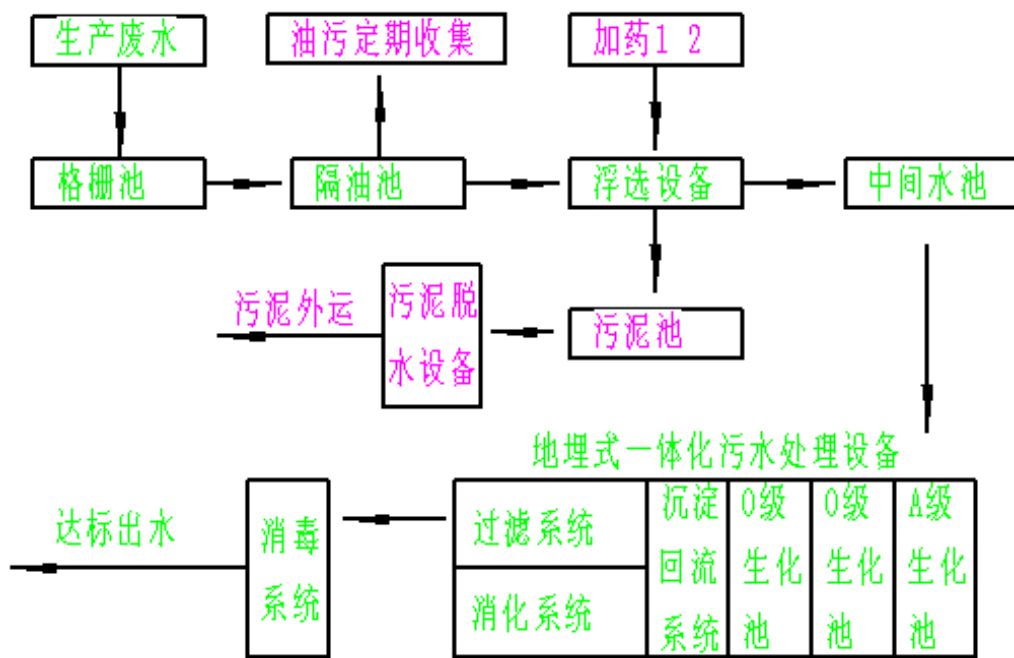 生产废水
油污定期收集
加药1 2
格栅池
隔油池
浮选设备
中间水池
污泥外运
污泥脱
水设备
污泥池
地埋式一体化污水处理设备
达标出水
消毒
系统
过滤系统
消化系统
沉淀
回流
系统
O级
生化
池
O级
生化
池
A级
生化
池